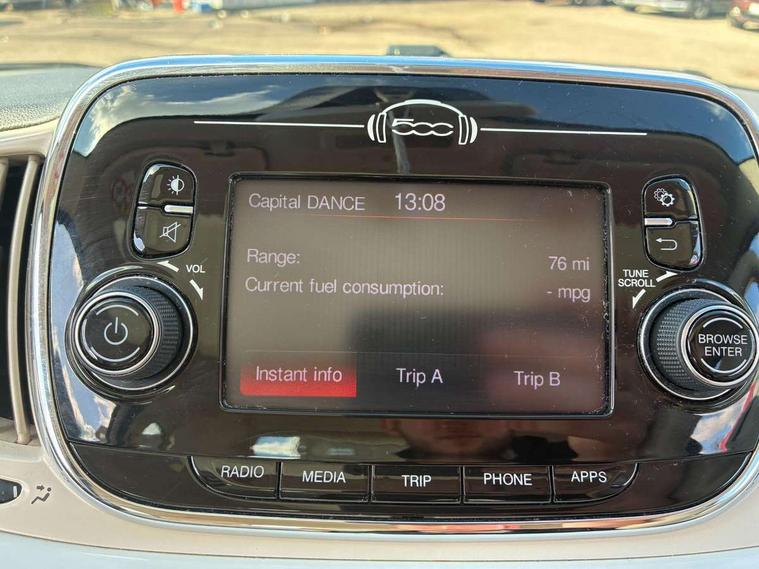 500
Capital DANCE 13:08
VOL
TUNE
SCROLL
Range: 76 mi
Current fuel consumption: - mpg
BROWSE
ENTER
Instant info Trip A Trip B
RADIO MEDIA TRIP PHONE APPS